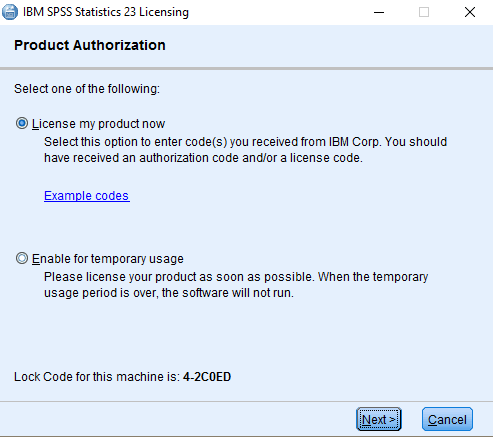 IBM SPSS Statistics 23 Licensing
Product Authorization
Select one of the following:
License my product now
Select this option to enter code(s) you received from IBM Corp. You should
have received an authorization code and/or a license code.
Example codes
Enable for temporary usage
Please license your product as soon as possible. When the temporary
usage period is over, the software will not run.
Lock Code for this machine is: 4-2C0ED
Next > Cancel